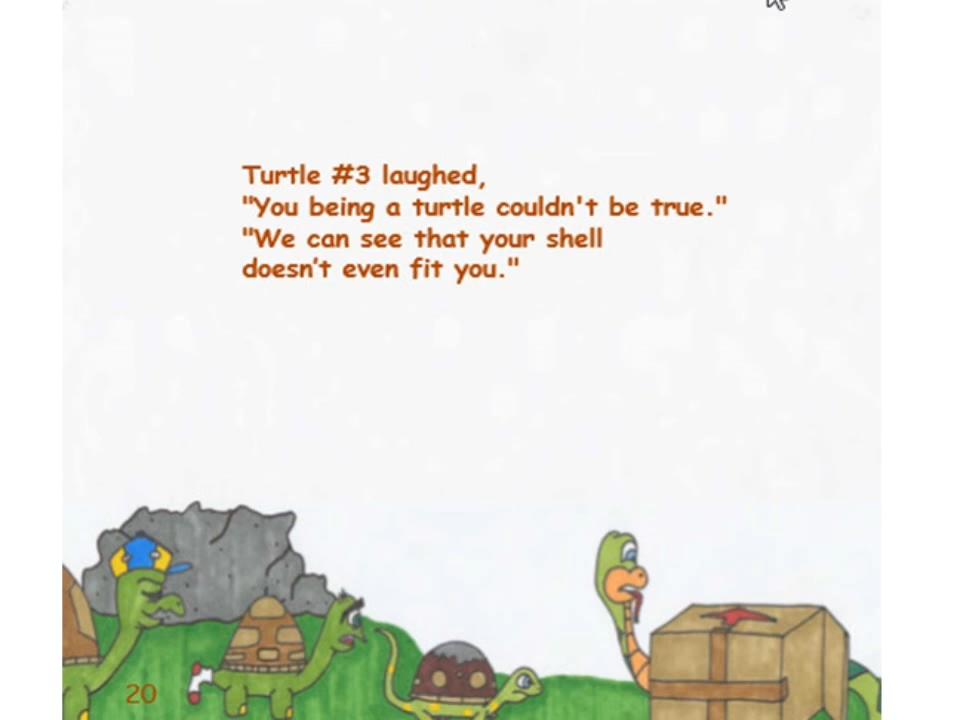 Turtle #3 laughed,
"You being a turtle couldn't be true."
"We can see that your shell
doesn't even fit you."
20